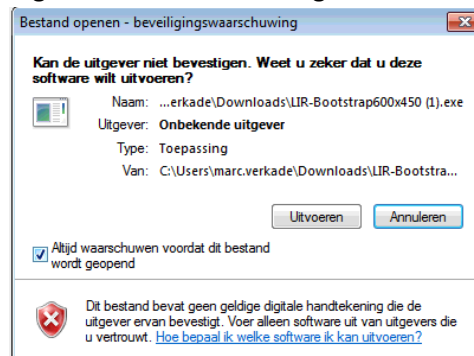 Bestand openen - beveiligingswaarschuwing
Kan de uitgever niet bevestigen. Weet u zeker dat u deze
software wilt uitvoeren?
Naam: ...erkade\Downloads\LIR-Bootstrap600x450 (1).exe
Uitgever: Onbekende uitgever
Type: Toepassing
Van: C:\Users\marc.verkade\Downloads\LIR-Bootstra...
Uitvoeren Annuleren
Altijd waarschuwen voordat dit bestand
wordt geopend
Dit bestand bevat geen geldige digitale handtekening die de
uitgever ervan bevestigt. Voer alleen software uit van uitgevers die
u vertrouwt. Hoe bepaal ik welke software ik kan uitvoeren?